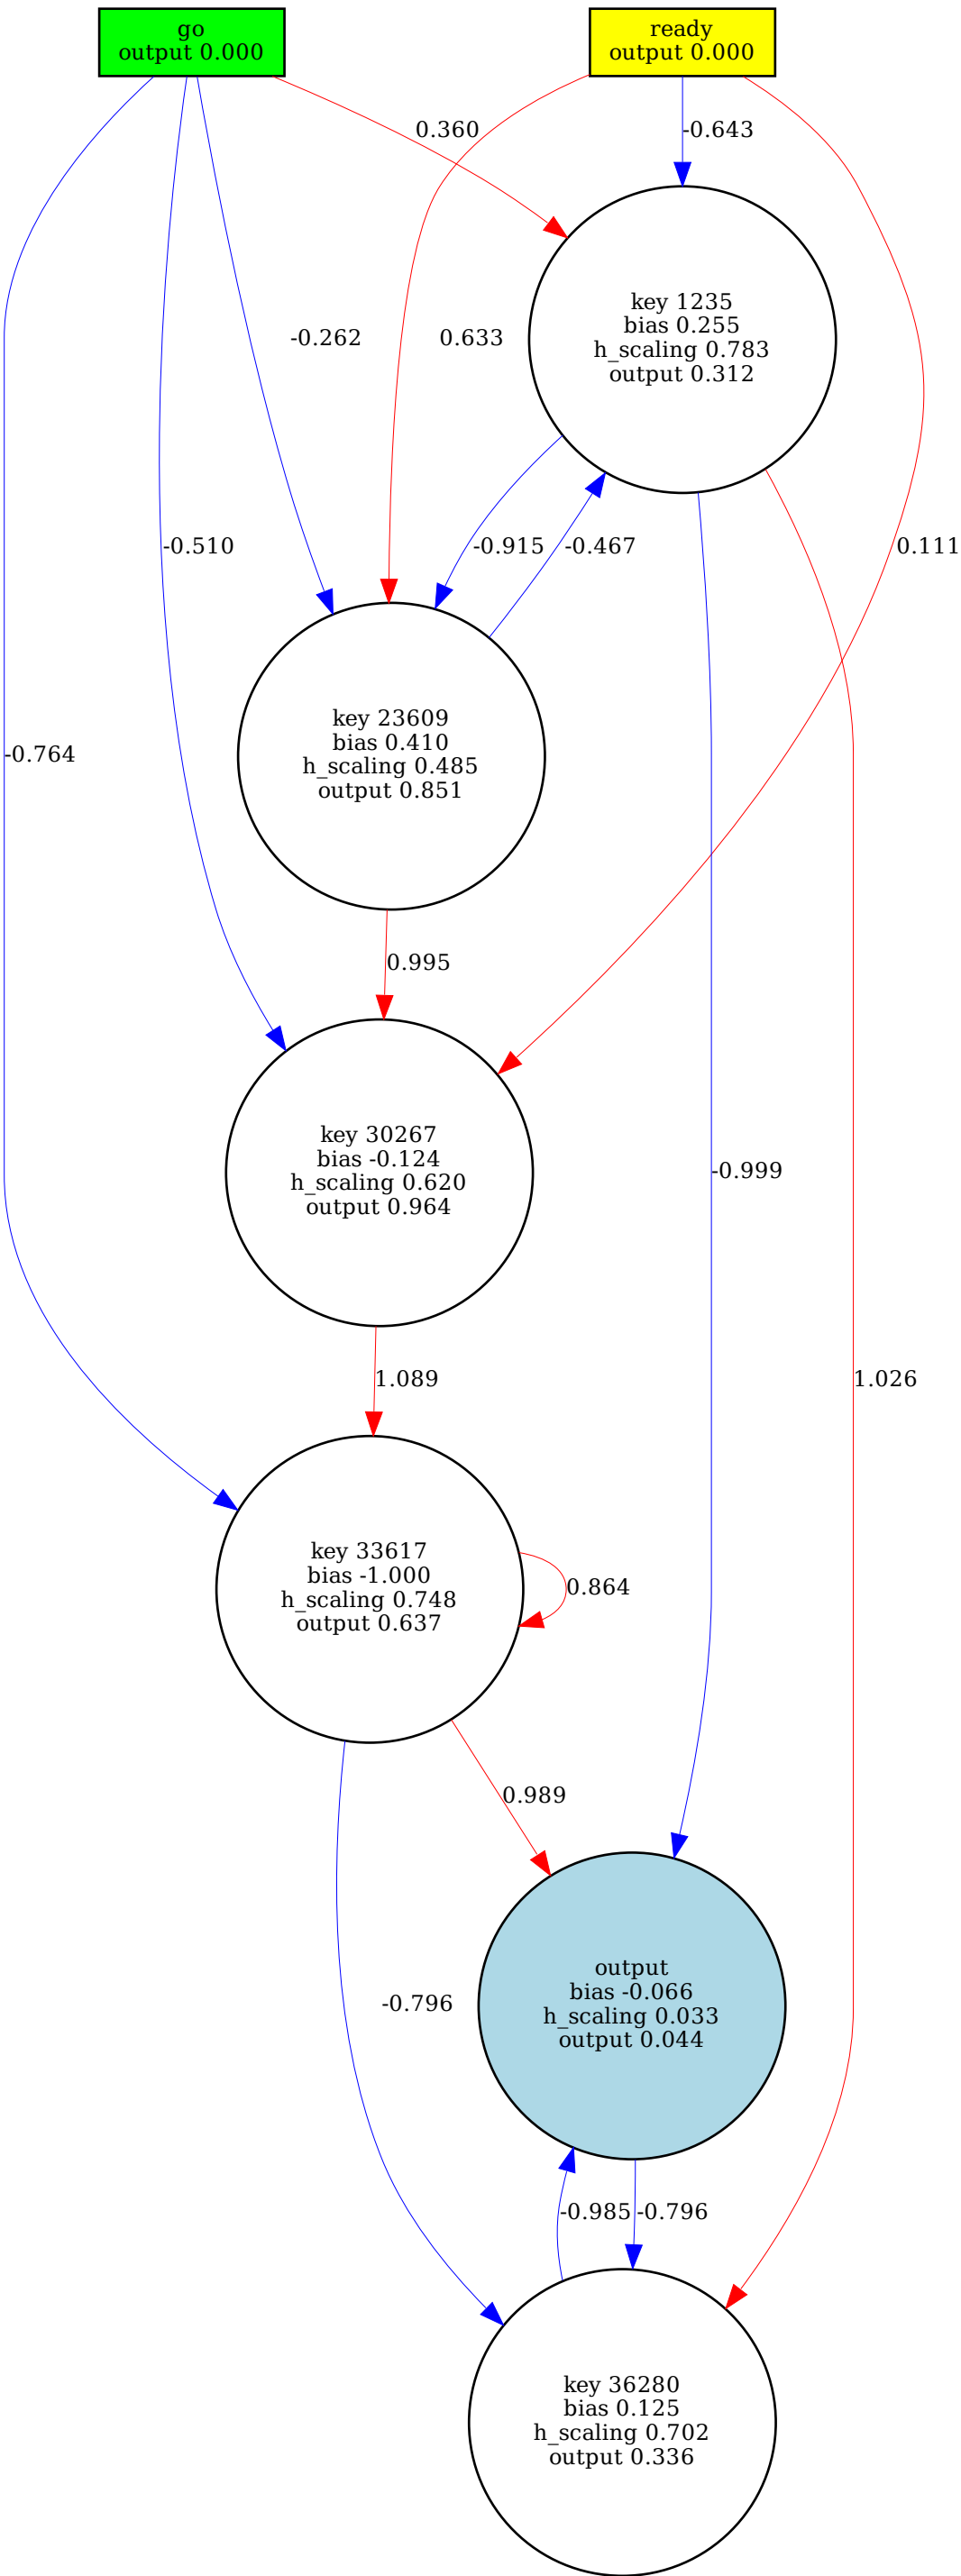 go
output 0.000
ready
output 0.000
0.360
-0.643
key 1235
bias 0.255
h_scaling 0.783
output 0.312
-0.262
0.633
-0.510
-0.915
-0.467
0.111
key 23609
bias 0.410
h_scaling 0.485
output 0.851
-0.764
0.995
key 30267
bias -0.124
h_scaling 0.620
output 0.964
-0.999
1.089
1.026
key 33617
bias -1.000
h_scaling 0.748
output 0.637
0.864
0.989
output
bias -0.066
h_scaling 0.033
output 0.044
-0.796
-0.985
-0.796
key 36280
bias 0.125
h_scaling 0.702
output 0.336